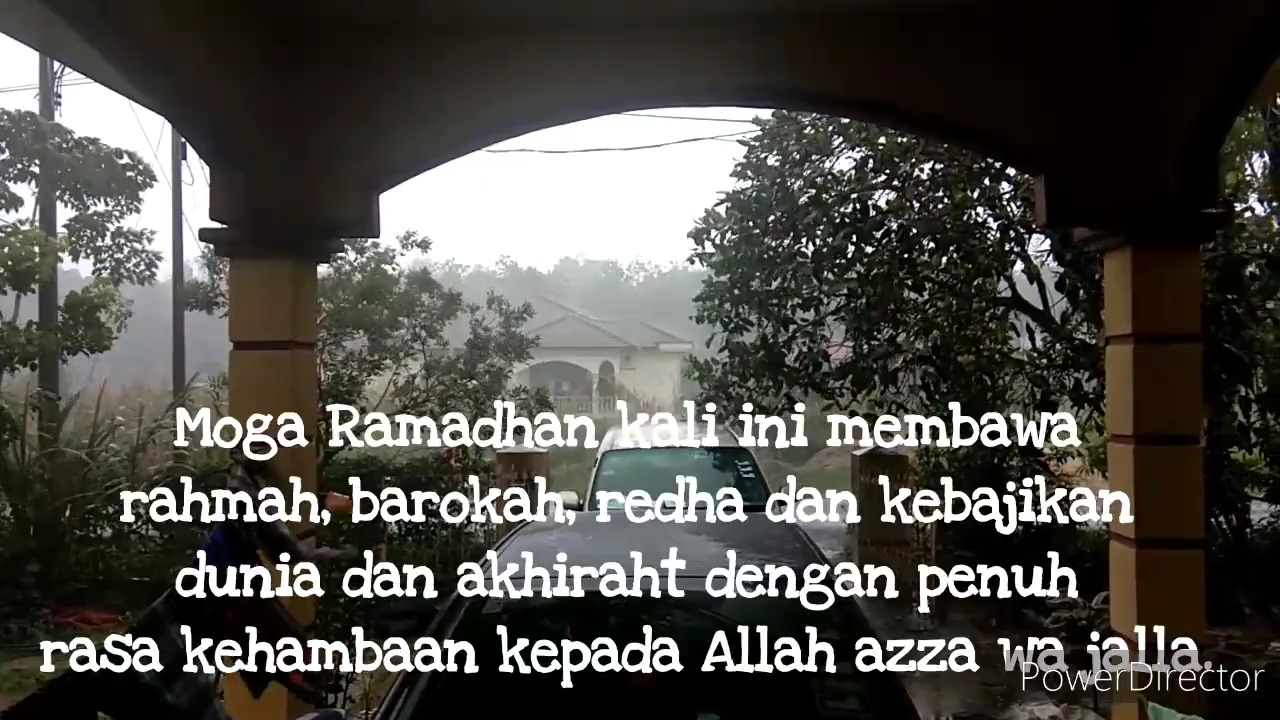 Moga Ramadhan kali ini membawa
rahmah, barokah, redha dan kebajikan
dunia dan akhiraht dengan penuh
rasa kehambaan kepada Allah azza wa jalla.
PowerDirector